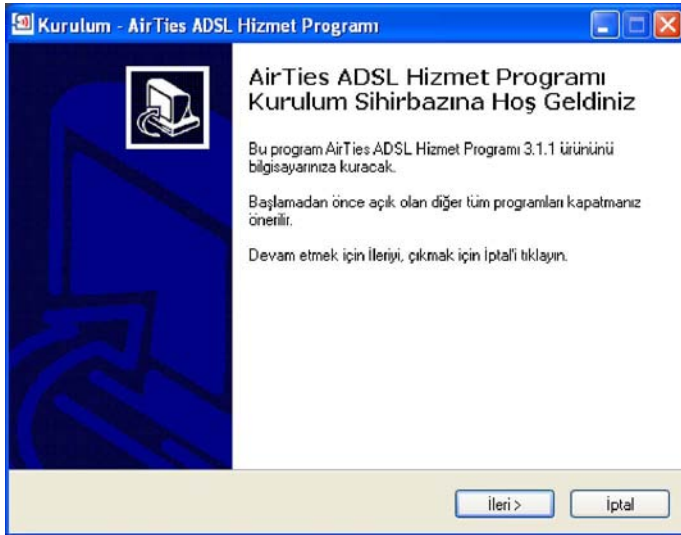 Kurulum - AirTies ADSL Hizmet Programı
AirTies ADSL Hizmet Programı
Kurulum Sihirbazına Hoş Geldiniz
Bu program AirTies ADSL Hizmet Programı 3.1.1 ürününü
bilgisayarınıza kuracak.
Başlamadan önce açık olan diğer tüm programları kapatmanız
önerilir.
Devam etmek için İleriyi, çıkmak için İptal'i tıklayın.
İleri >
İptal